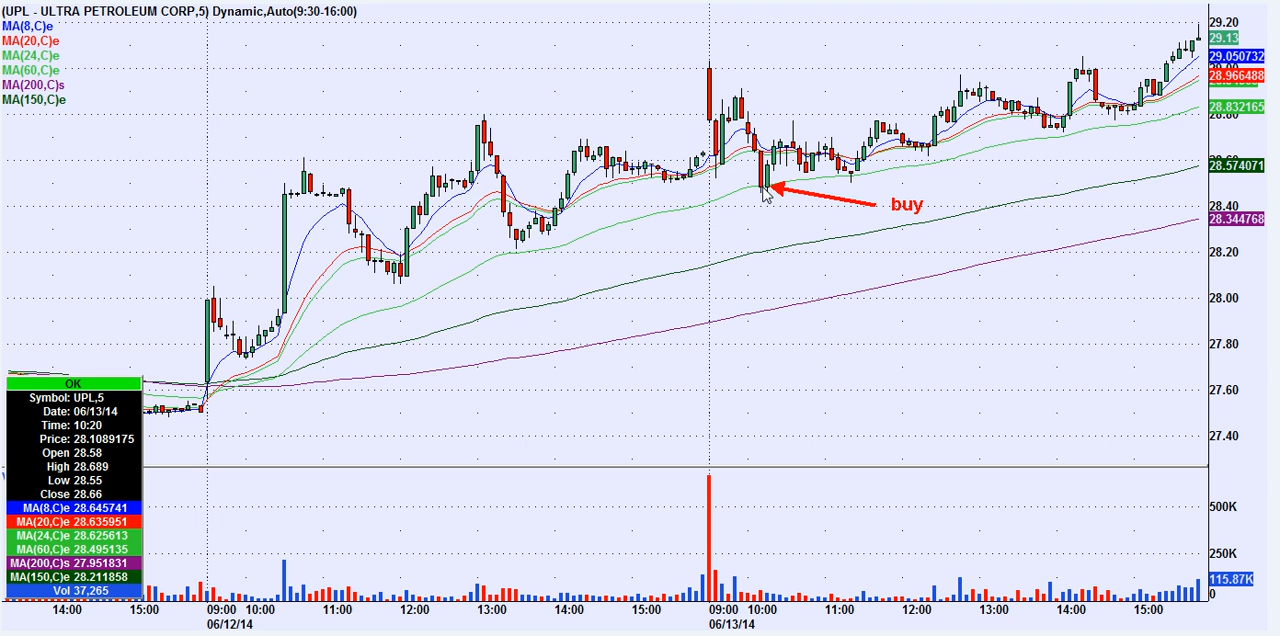 (UPL - ULTRA PETROLEUM CORP,5) Dynamic,Auto(9:30-16:00)
MA(8,C)e
MA(20,C)e
MA(24,C)e
MA(60,C)e
MA(200,C)s
MA(150,C)e
29.20
29.13
29.050732
28.966488
28.832165
28.80
28.574071
28.40
28.344768
28.20
28.00
27.80
27.60
27.40
buy
OK
Symbol: UPL,5
Date: 06/13/14
Time: 10:20
Price: 28.1089175
Open 28.58
High 28.689
Low 28.55
Close 28.66
MA(8,C)e 28.645741
MA(20,C)e 28.635951
MA(24,C)e 28.625613
MA(60,C)e 28.495135
MA(200,C)s 27.951831
MA(150,C)e 28.211858
Vol 37,265
500K
250K
115.87K
0
14:00 15:00 09:00 10:00 11:00 12:00 13:00 14:00 15:00 09:00 10:00 11:00 12:00 13:00 14:00 15:00
06/12/14 06/13/14